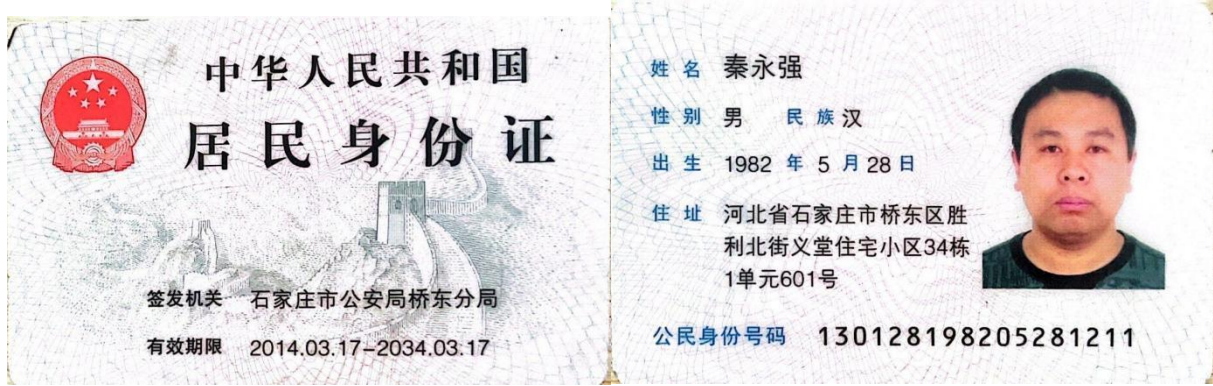 中华人民共和国
居民身份证
签发机关 石家庄市公安局桥东分局
有效期限 2014.03.17-2034.03.17
姓名 秦永强
性别 男 民族 汉
出生 1982 年 5 月 28 日
住址 河北省石家庄市桥东区胜
利北街义堂住宅小区34栋
1单元601号
公民身份号码 130128198205281211